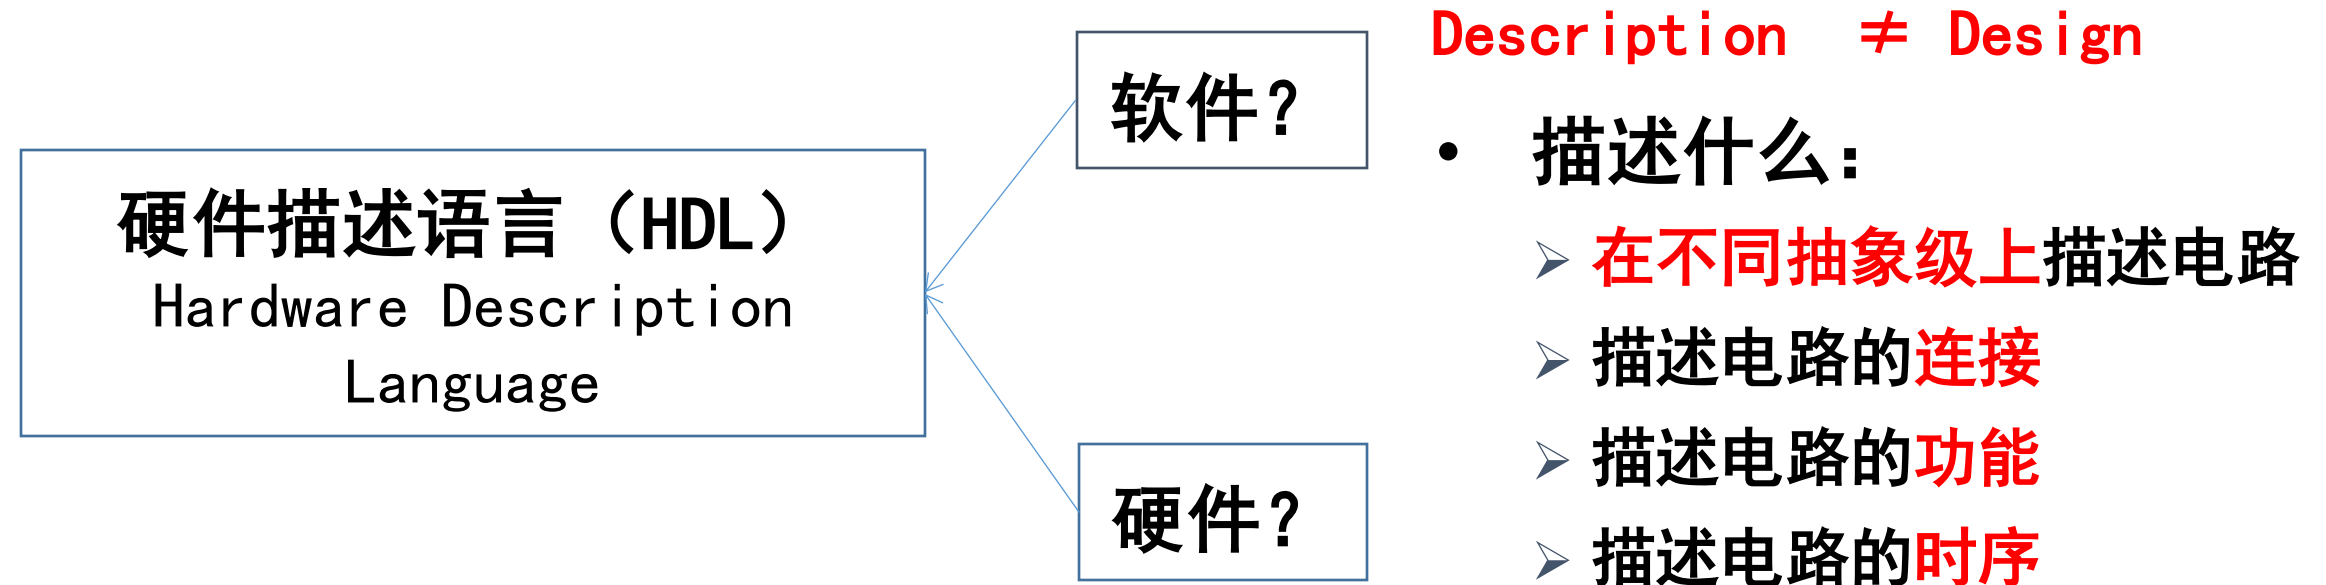 硬件描述语言（HDL）
Hardware Description
Language
软件？
硬件？
Description ≠ Design
• 描述什么：
➢ 在不同抽象级上描述电路
➢ 描述电路的连接
➢ 描述电路的功能
➢ 描述电路的时序